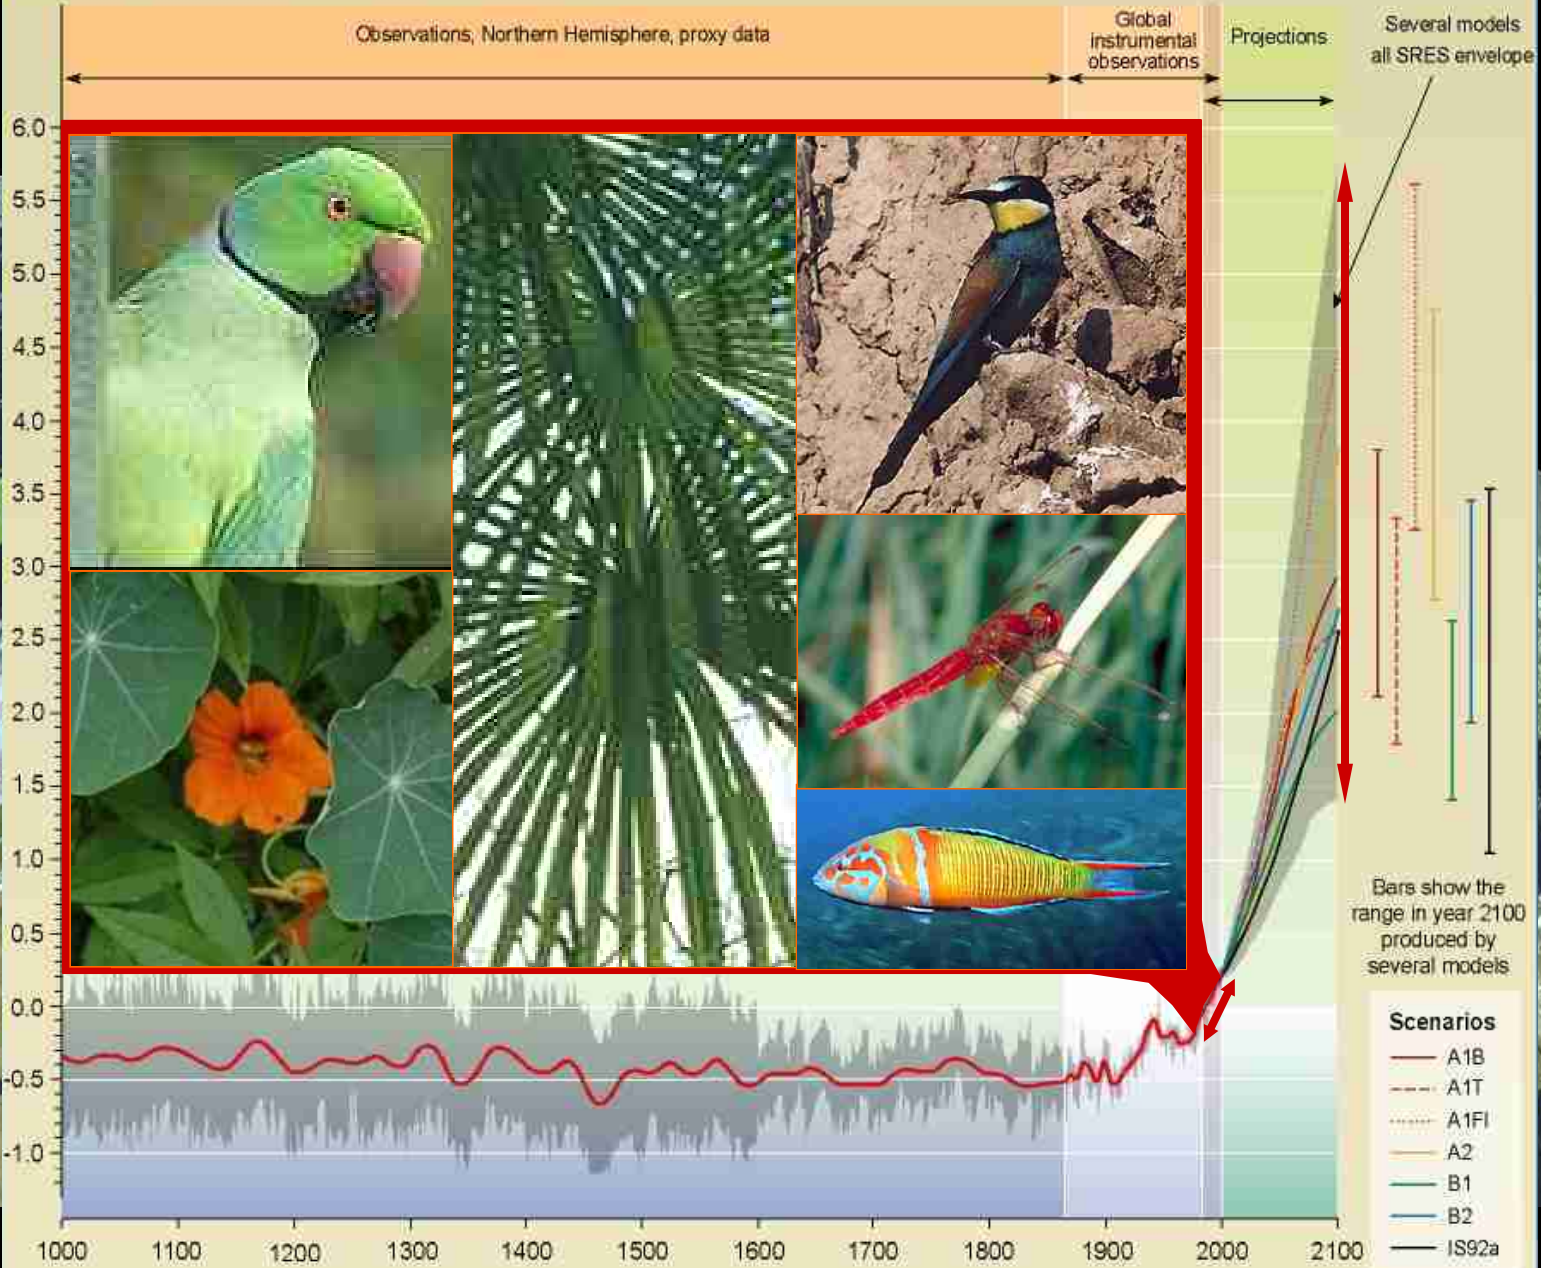 Observations, Northern Hemisphere, proxy data
Global
instrumental
observations
Projections
Several models
all SRES envelope
6.0
5.5
5.0
4.5
4.0
3.5
3.0
2.5
2.0
1.5
1.0
0.5
0.0
-0.5
-1.0
Bars show the
range in year 2100
produced by
several models
Scenarios
A1B
A1T
A1FI
A2
B1
B2
IS92a
1000 1100 1200 1300 1400 1500 1600 1700 1800 1900 2000 2100